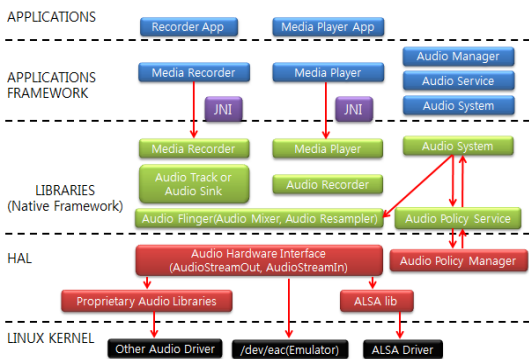 APPLICATIONS
Recorder App
Media Player App
APPLICATIONS
FRAMEWORK
Media Recorder
Media Player
Audio Manager
Audio Service
Audio System
JNI
JNI
LIBRARIES
(Native Framework)
Media Recorder
Media Player
Audio System
Audio Track or
Audio Sink
Audio Recorder
Audio Flinger(Audio Mixer, Audio Resampler)
Audio Policy Service
HAL
Audio Hardware Interface
(AudioStreamOut, AudioStreamIn)
Audio Policy Manager
Proprietary Audio Libraries
ALSA lib
LINUX KERNEL
Other Audio Driver
/dev/eac(Emulator)
ALSA Driver